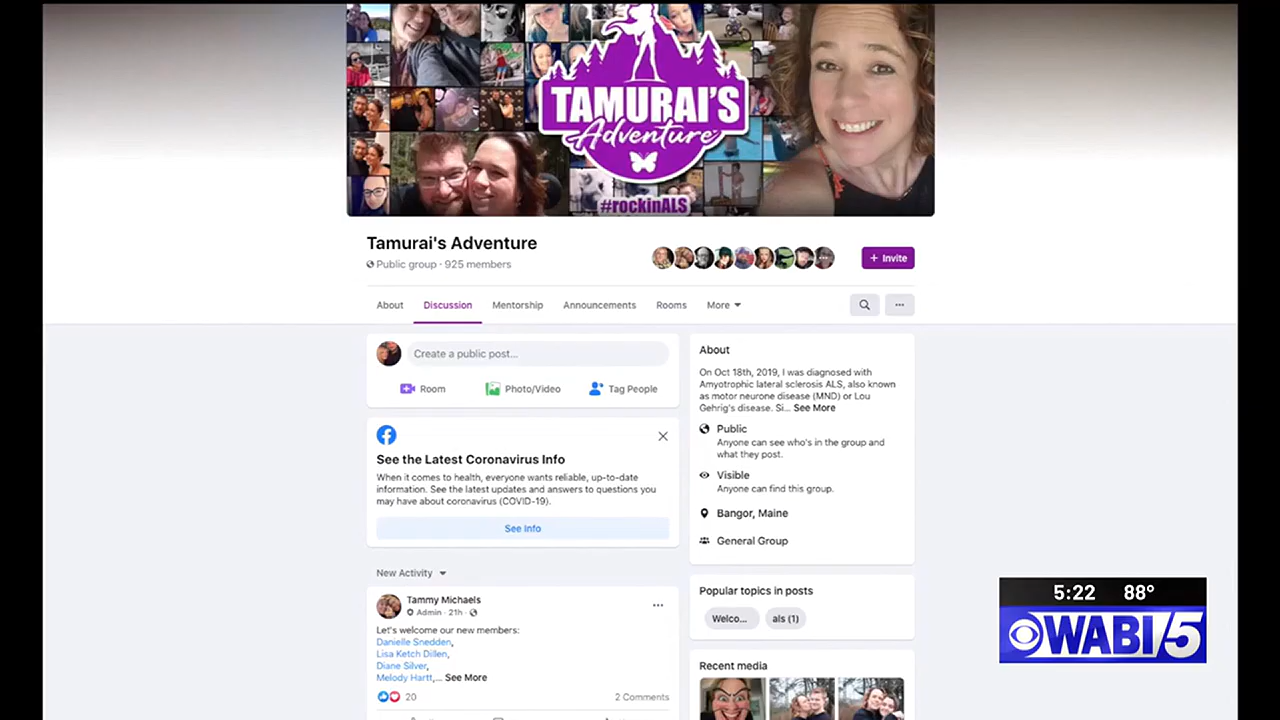 TAMURAI'S
Adventure
#rockinALS
Tamurai's Adventure
Public group · 925 members
+ Invite
About
Discussion
Mentorship
Announcements
Rooms
More
Create a public post...
Room
Photo/Video
Tag People
See the Latest Coronavirus Info
When it comes to health, everyone wants reliable, up-to-date
information. See the latest updates and answers to questions you
may have about coronavirus (COVID-19).
See Info
New Activity
Tammy Michaels
Admin · 21h ·
Let's welcome our new members:
Danielle Snedden,
Lisa Ketch Dillen,
Diane Silver,
Melody Hartt,... See More
20
2 Comments
About
On Oct 18th, 2019, I was diagnosed with
Amyotrophic lateral sclerosis ALS, also known
as motor neurone disease (MND) or Lou
Gehrig's disease. Si... See More
Public
Anyone can see who's in the group and
what they post.
Visible
Anyone can find this group.
Bangor, Maine
General Group
Popular topics in posts
Welco...
als (1)
Recent media
5:22 88°
WABI 5